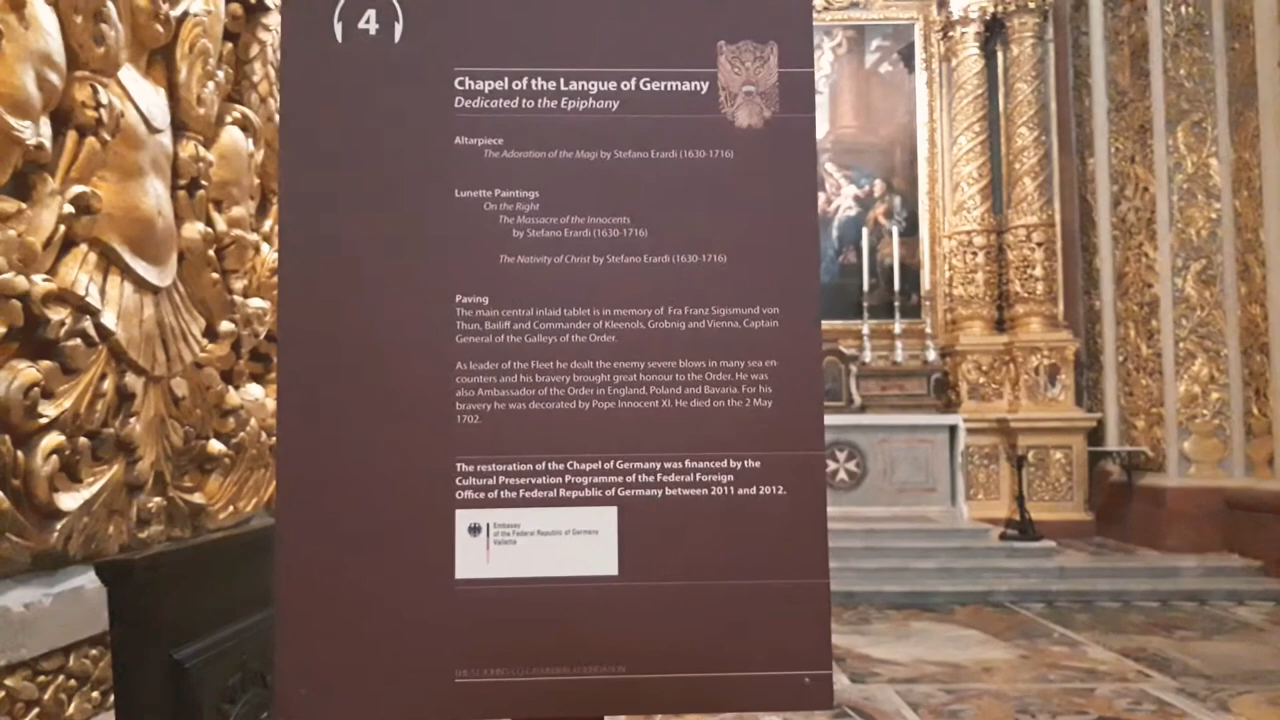 4
Chapel of the Langue of Germany
Dedicated to the Epiphany
Altarpiece
The Adoration of the Magi by Stefano Erardi (1630-1716)
Lunette Paintings
On the Right
The Massacre of the Innocents
by Stefano Erardi (1630-1716)
The Nativity of Christ by Stefano Erardi (1630-1716)
Paving
The main central inlaid tablet is in memory of Fra Franz Sigismund von
Thun, Bailiff and Commander of Kleenols, Grobnig and Vienna, Captain
General of the Galleys of the Order.
As leader of the Fleet he dealt the enemy severe blows in many sea en-
counters and his bravery brought great honour to the Order. He was
also Ambassador of the Order in England, Poland and Bavaria. For his
bravery he was decorated by Pope Innocent XI. He died on the 2 May
1702.
The restoration of the Chapel of Germany was financed by the
Cultural Preservation Programme of the Federal Foreign
Office of the Federal Republic of Germany between 2011 and 2012.
Embassy
of the Federal Republic of Germany
Valletta
THE ST JOHN'S CO-CATHEDRAL FOUNDATION